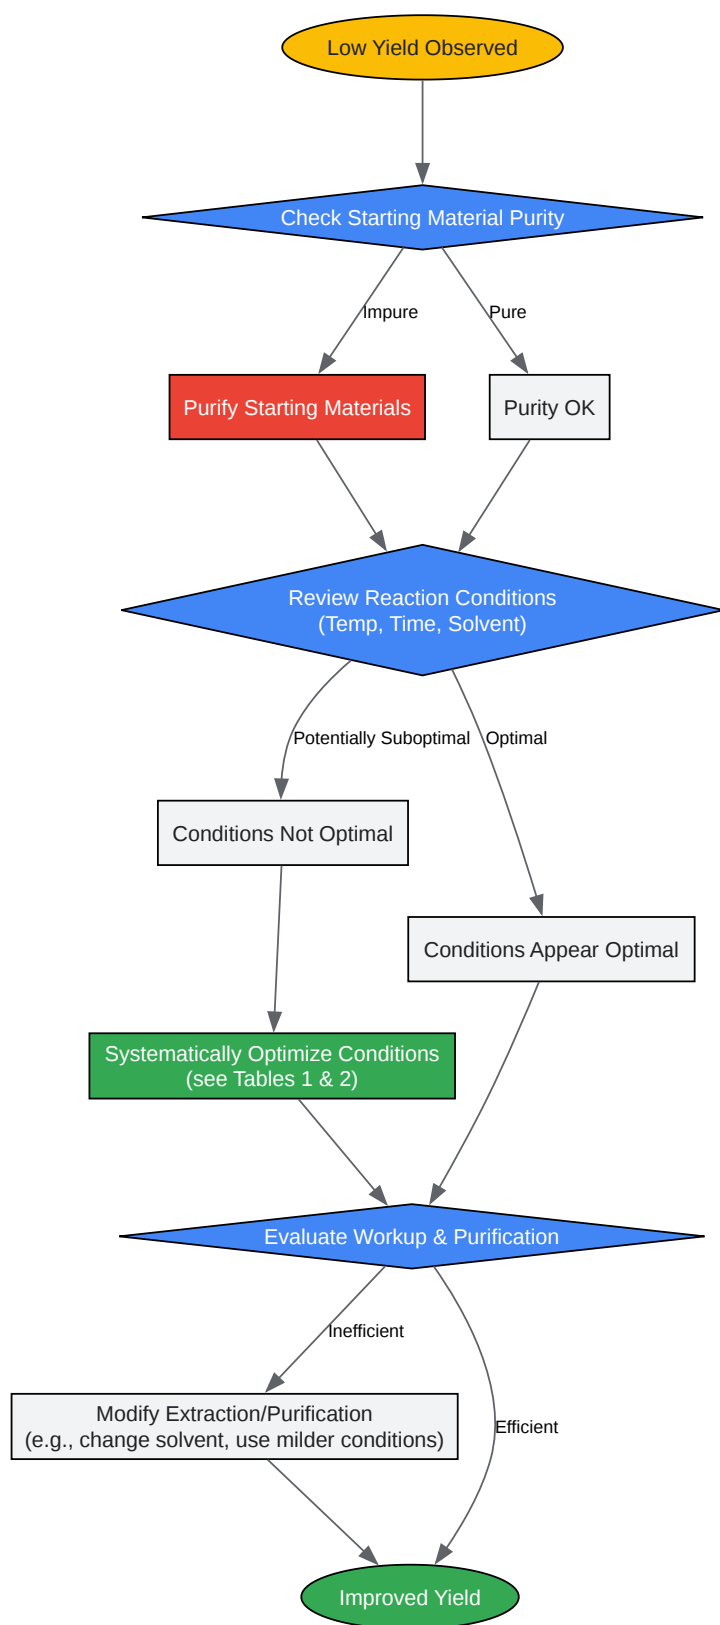 Low Yield Observed
Check Starting Material Purity
Impure
Pure
Purify Starting Materials
Purity OK
Review Reaction Conditions
(Temp, Time, Solvent)
Potentially Suboptimal
Optimal
Conditions Not Optimal
Conditions Appear Optimal
Systematically Optimize Conditions
(see Tables 1 & 2)
Evaluate Workup & Purification
Inefficient
Modify Extraction/Purification
(e.g., change solvent, use milder conditions)
Efficient
Improved Yield